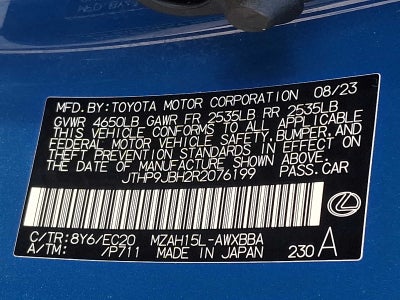 MFD.BY:TOYOTA MOTOR CORPORATION 08/23
GVWR 4650LB GAWR FR 2535LB RR 2535LB
THIS VEHICLE CONFORMS TO ALL APPLICABLE
FEDERAL MOTOR VEHICLE SAFETY,BUMPER,AND
THEFT PREVENTION STANDARDS IN EFFECT ON
THE DATE OF MANUFACTURE SHOWN ABOVE.
JTHP9JBH2R2076199 PASS.CAR
C/TR:8Y6/EC20 MZAH15L-AWXBBA
A/TM: /P711 MADE IN JAPAN 230 A